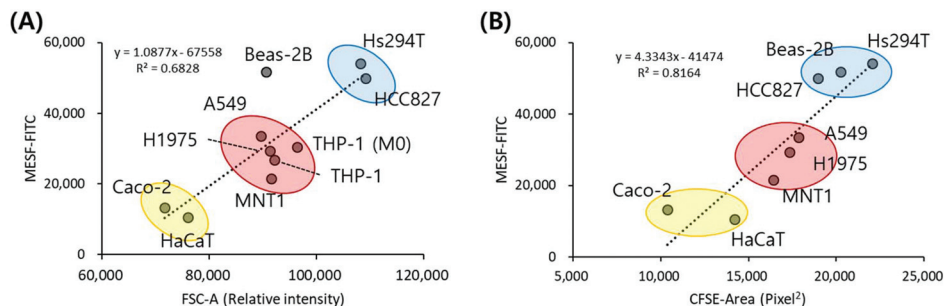 (A)
60,000
40,000
20,000
0
MESF-FITC
y = 1.0877x - 67558
R² = 0.6828
Beas-2B
Hs294T
HCC827
A549
H1975
THP-1 (M0)
THP-1
Caco-2
MNT1
HaCaT
60,000 80,000 100,000 120,000
FSC-A (Relative intensity)
(B)
60,000
40,000
20,000
0
MESF-FITC
y = 4.3343x - 41474
R² = 0.8164
Beas-2B
Hs294T
HCC827
A549
H1975
Caco-2
MNT1
HaCaT
5,000 10,000 15,000 20,000 25,000
CFSE-Area (Pixel²)